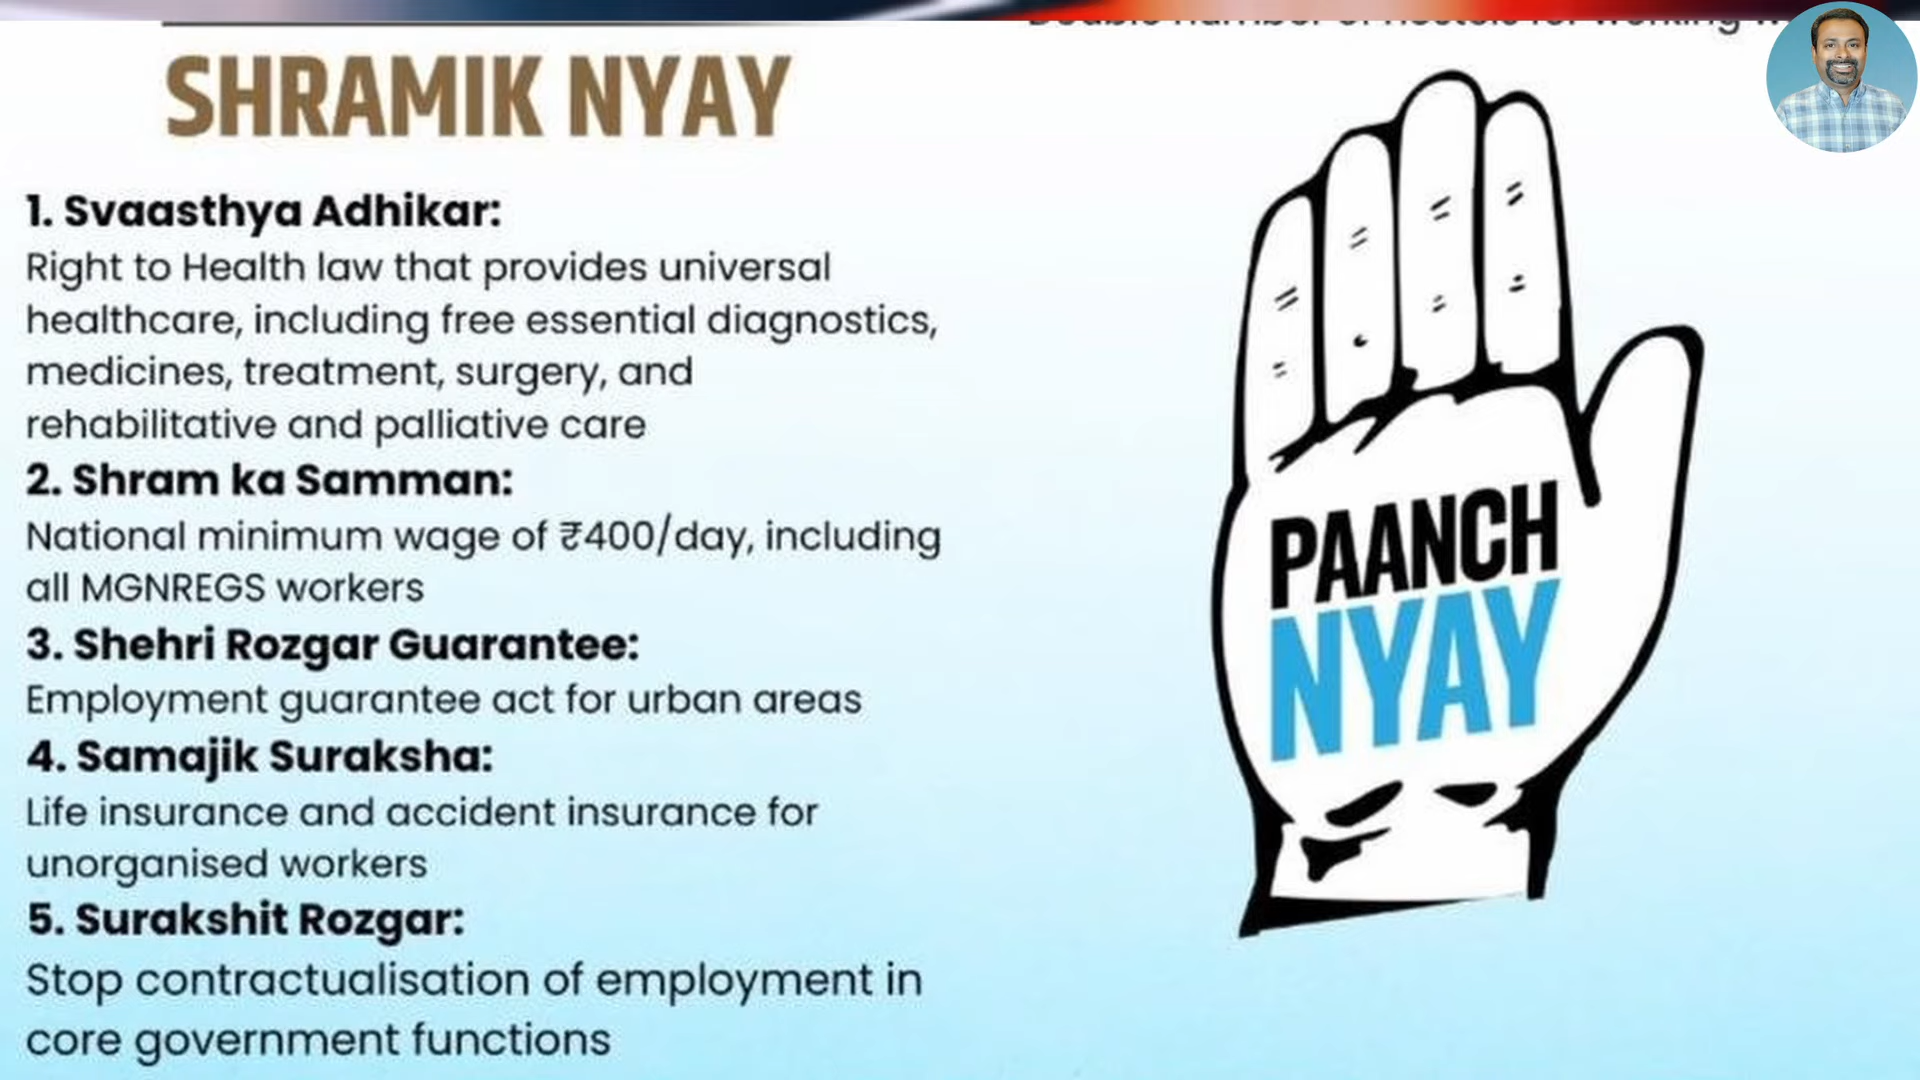 SHRAMIK NYAY
1. Svaasthya Adhikar:
Right to Health law that provides universal
healthcare, including free essential diagnostics,
medicines, treatment, surgery, and
rehabilitative and palliative care
2. Shram ka Samman:
National minimum wage of ₹400/day, including
all MGNREGS workers
3. Shehri Rozgar Guarantee:
Employment guarantee act for urban areas
4. Samajik Suraksha:
Life insurance and accident insurance for
unorganised workers
5. Surakshit Rozgar:
Stop contractualisation of employment in
core government functions
PAANCH
NYAY